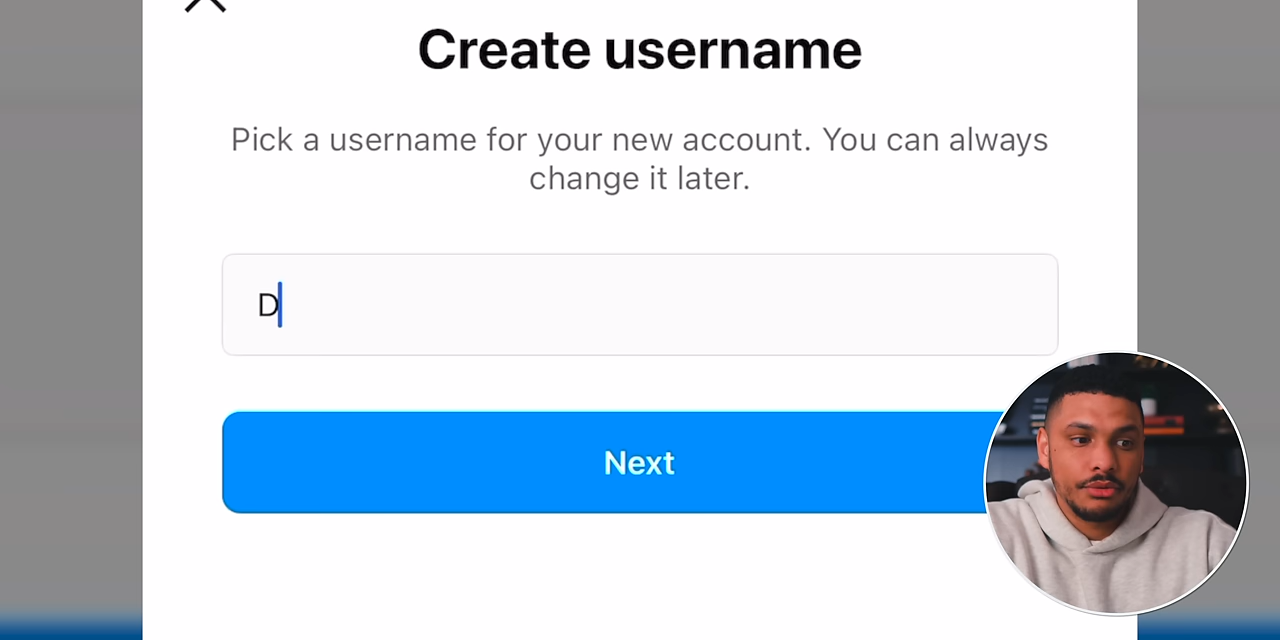 Create username
Pick a username for your new account. You can always
change it later.
D
Next